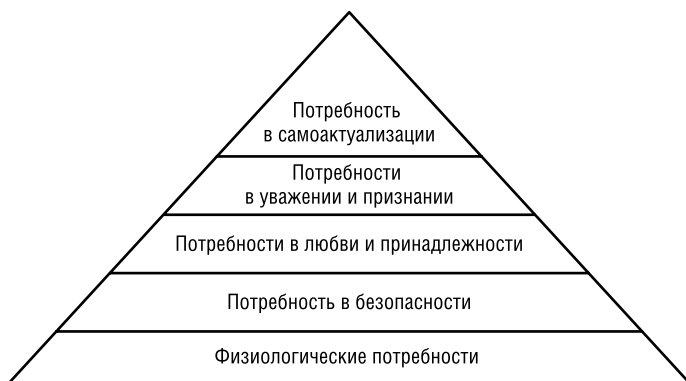 Потребность
в самоактуализации
Потребности
в уважении и признании
Потребности в любви и принадлежности
Потребность в безопасности
Физиологические потребности